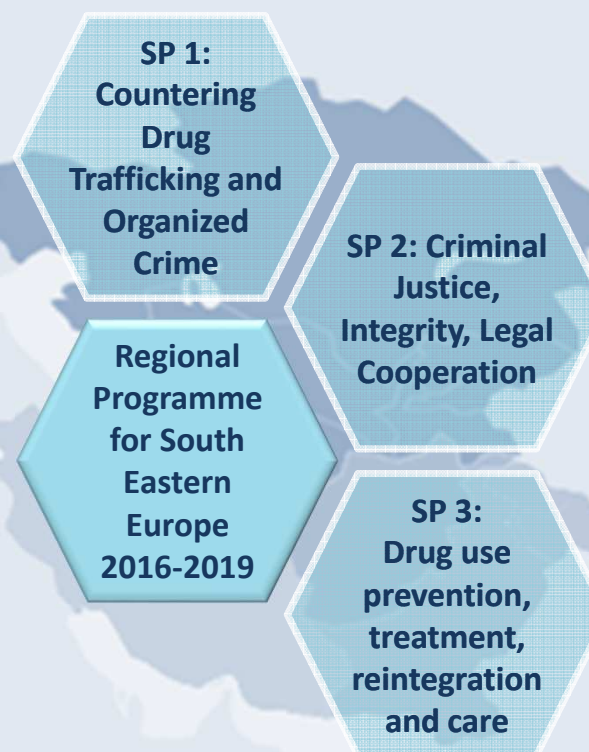 SP 1:
Countering
Drug
Trafficking and
Organized
Crime
SP 2: Criminal
Justice,
Integrity, Legal
Cooperation
Regional
Programme
for South
Eastern
Europe
2016-2019
SP 3:
Drug use
prevention,
treatment,
reintegration
and care